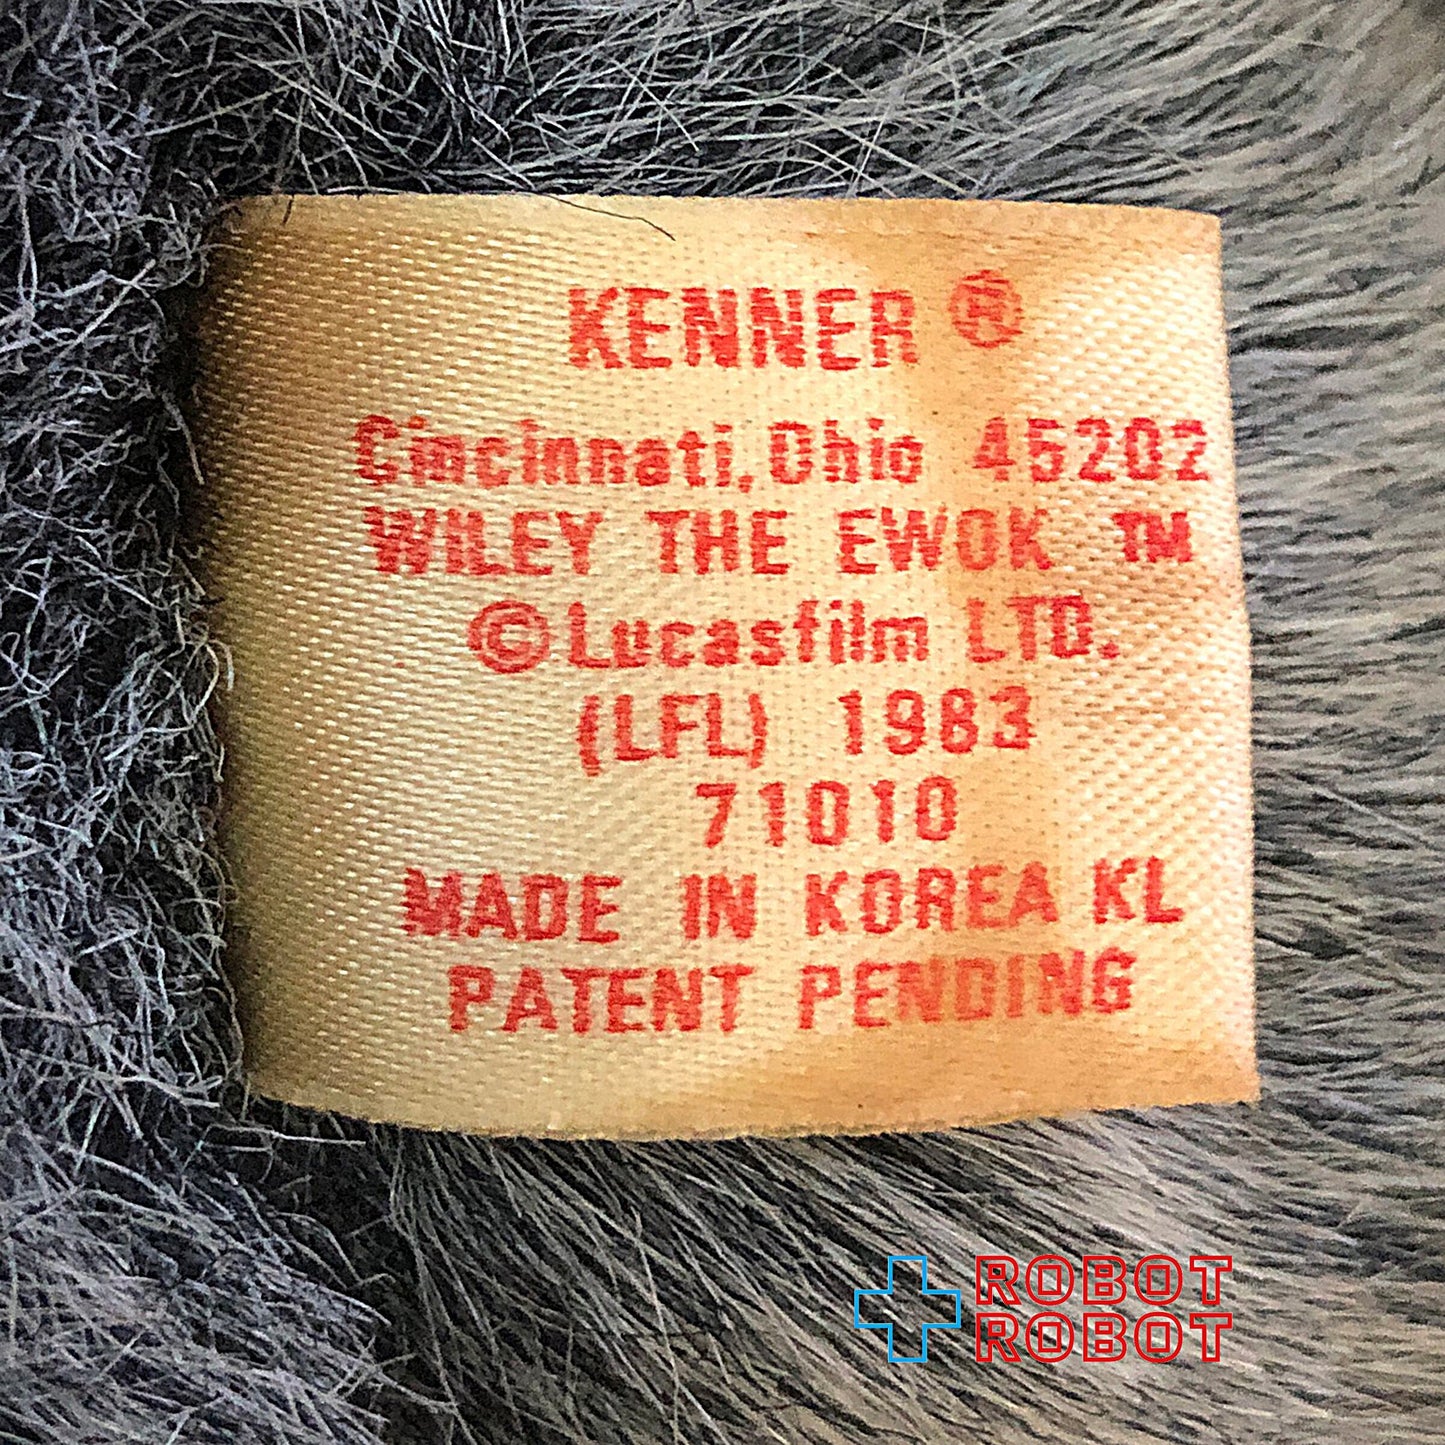 KENNER ®
Cincinnati, Ohio 45202
WILEY THE EWOK ™
© Lucasfilm LTD.
(LFL) 1983
71010
MADE IN KOREA KL
PATENT PENDING
ROBOT
ROBOT